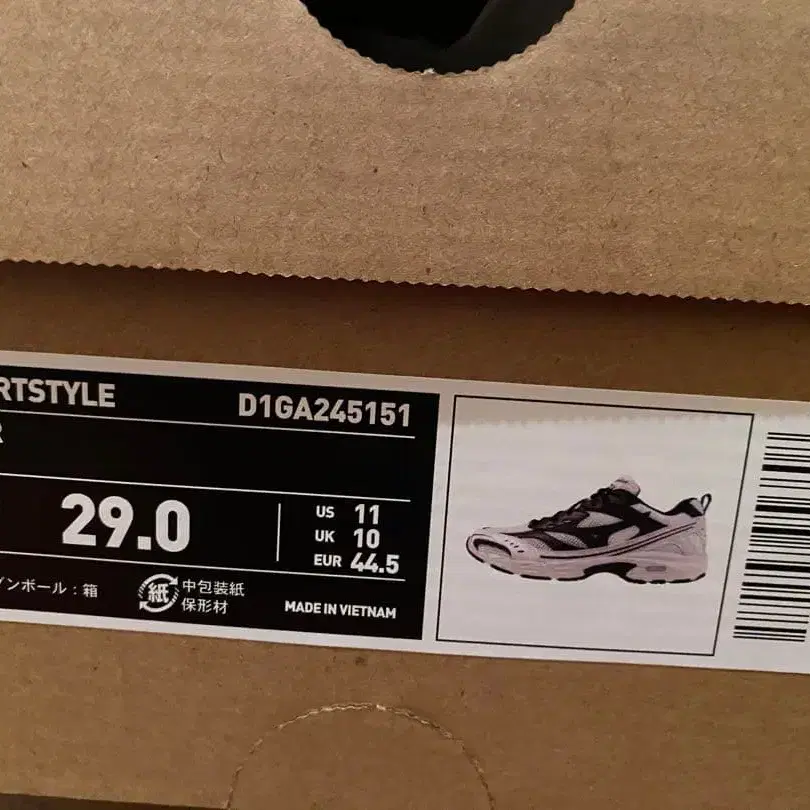 RTSTYLE
D1GA245151
R
29.0
US 11
UK 10
EUR 44.5
ンボール：箱
紙
中包装紙
保形材
MADE IN VIETNAM